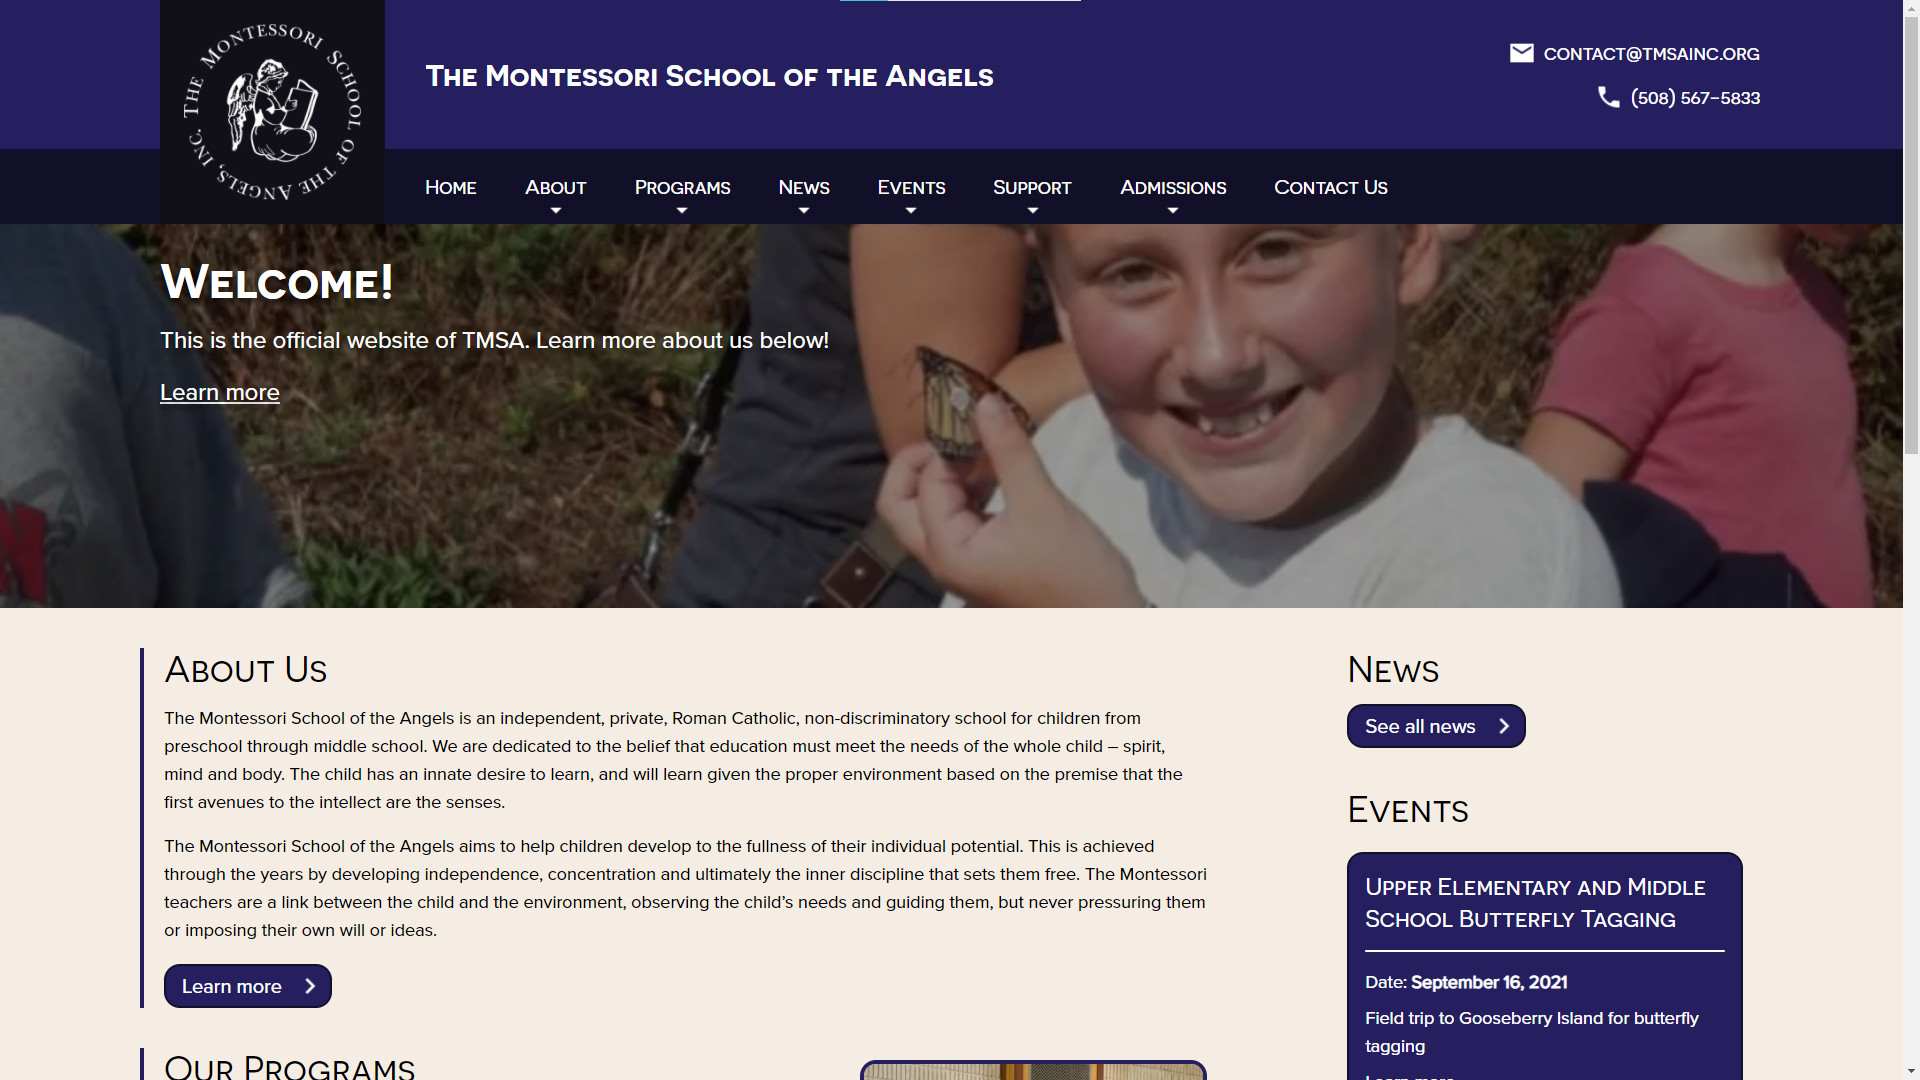 THE MONTESSORI SCHOOL OF THE ANGELS, INC.
The Montessori School of the Angels
CONTACT@TMSAINC.ORG
(508) 567-5833
Home About Programs News Events Support Admissions Contact Us
Welcome!
This is the official website of TMSA. Learn more about us below!
Learn more
About Us
The Montessori School of the Angels is an independent, private, Roman Catholic, non-discriminatory school for children from
preschool through middle school. We are dedicated to the belief that education must meet the needs of the whole child – spirit,
mind and body. The child has an innate desire to learn, and will learn given the proper environment based on the premise that the
first avenues to the intellect are the senses.
The Montessori School of the Angels aims to help children develop to the fullness of their individual potential. This is achieved
through the years by developing independence, concentration and ultimately the inner discipline that sets them free. The Montessori
teachers are a link between the child and the environment, observing the child’s needs and guiding them, but never pressuring them
or imposing their own will or ideas.
Learn more
Our Programs
News
See all news
Events
Upper Elementary and Middle
School Butterfly Tagging
Date: September 16, 2021
Field trip to Gooseberry Island for butterfly
tagging
Learn more